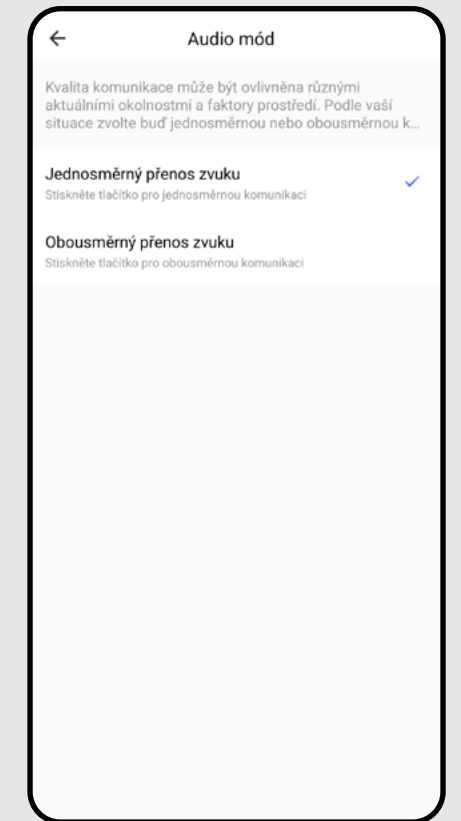 Audio mód
Kvalita komunikace může být ovlivněna různými
aktuálními okolnostmi a faktory prostředí. Podle vaší
situace zvolte buď jednosměrnou nebo obousměrnou k...
Jednosměrný přenos zvuku
Stiskněte tlačítko pro jednosměrnou komunikaci
Obousměrný přenos zvuku
Stiskněte tlačítko pro obousměrnou komunikaci